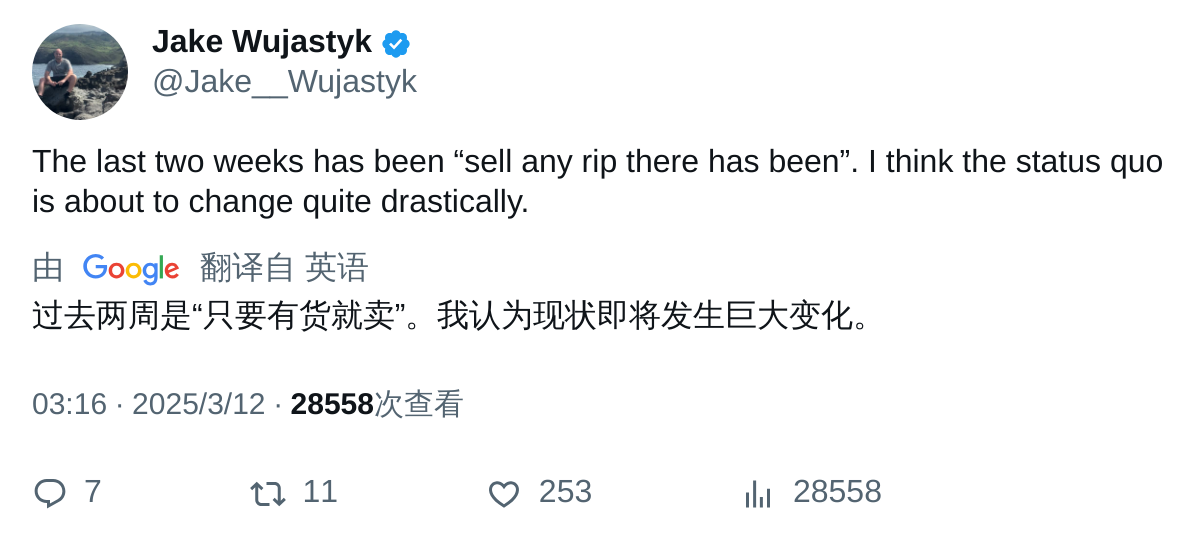 Jake Wujastyk
@Jake__Wujastyk
The last two weeks has been “sell any rip there has been”. I think the status quo
is about to change quite drastically.
由 Google 翻译自 英语
过去两周是“只要有货就卖”。我认为现状即将发生巨大变化。
03:16 · 2025/3/12 · 28558次查看
7 11 253 28558